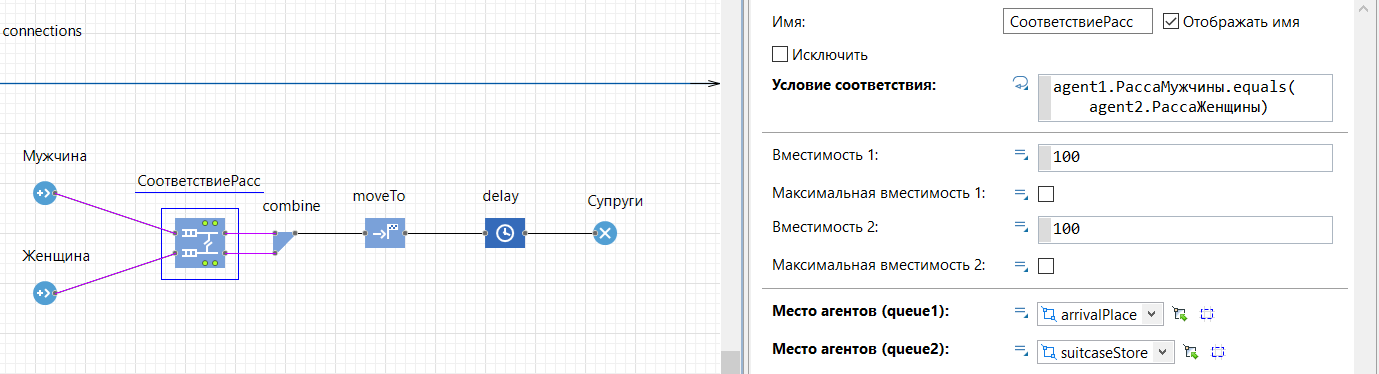 connections
Мужчина
СоответствиеРасс
Женщина
combine
moveTo
delay
Супруги
Имя:
СоответствиеРасс
Отображать имя
Исключить
Условие соответствия:
agent1.РассаМужчины.equals(
agent2.РассаЖенщины)
Вместимость 1:
100
Максимальная вместимость 1:
Вместимость 2:
100
Максимальная вместимость 2:
Место агентов (queue1):
arrivalPlace
Место агентов (queue2):
suitcaseStore